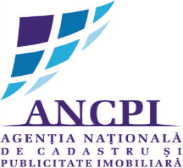 ANCPI
AGENȚIA NAȚIONALĂ
DE CADASTRU ȘI
PUBLICITATE IMOBILIARĂ